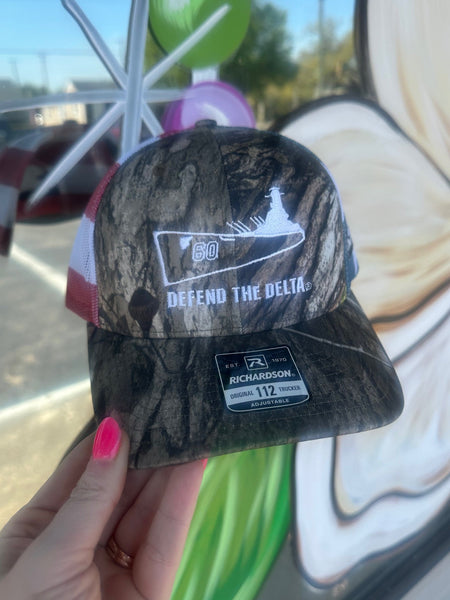 60
DEFEND THE DELTA®
EST. R 1970
RICHARDSON®
ORIGINAL 112 TRUCKER
ADJUSTABLE